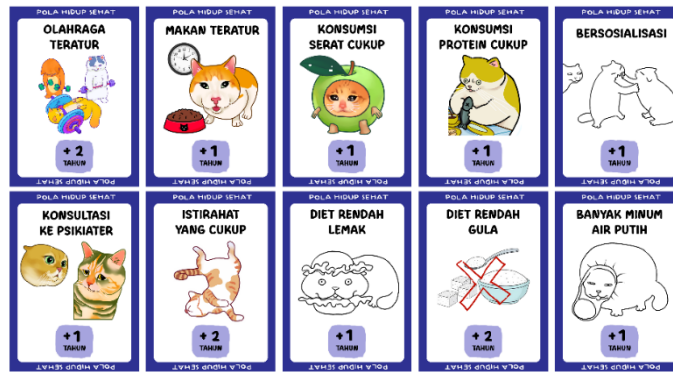 POLA HIDUP SEHAT
OLAHRAGA
TERATUR
+ 2
TAHUN
POLA HIDUP SEHAT
POLA HIDUP SEHAT
MAKAN TERATUR
+ 1
TAHUN
POLA HIDUP SEHAT
POLA HIDUP SEHAT
KONSUMSI
SERAT CUKUP
+ 1
TAHUN
POLA HIDUP SEHAT
POLA HIDUP SEHAT
KONSUMSI
PROTEIN CUKUP
+ 1
TAHUN
POLA HIDUP SEHAT
POLA HIDUP SEHAT
BERSOSIALISASI
+ 1
TAHUN
POLA HIDUP SEHAT
POLA HIDUP SEHAT
KONSULTASI
KE PSIKIATER
+ 1
TAHUN
POLA HIDUP SEHAT
POLA HIDUP SEHAT
ISTIRAHAT
YANG CUKUP
+ 2
TAHUN
POLA HIDUP SEHAT
POLA HIDUP SEHAT
DIET RENDAH
LEMAK
+ 1
TAHUN
POLA HIDUP SEHAT
POLA HIDUP SEHAT
DIET RENDAH
GULA
+ 2
TAHUN
POLA HIDUP SEHAT
POLA HIDUP SEHAT
BANYAK MINUM
AIR PUTIH
+ 1
TAHUN
POLA HIDUP SEHAT